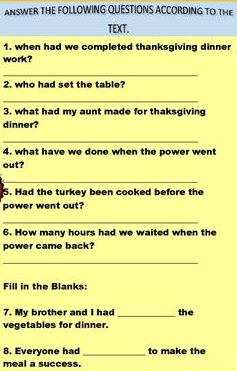 ANSWER THE FOLLOWING QUESTIONS ACCORDING TO THE
TEXT.
1. when had we completed thanksgiving dinner
work?
2. who had set the table?
3. what had my aunt made for thaksgiving
dinner?
4. what have we done when the power went
out?
5. Had the turkey been cooked before the
power went out?
6. How many hours had we waited when the
power came back?
Fill in the Blanks:
7. My brother and I had ____________ the
vegetables for dinner.
8. Everyone had _____________ to make the
meal a success.